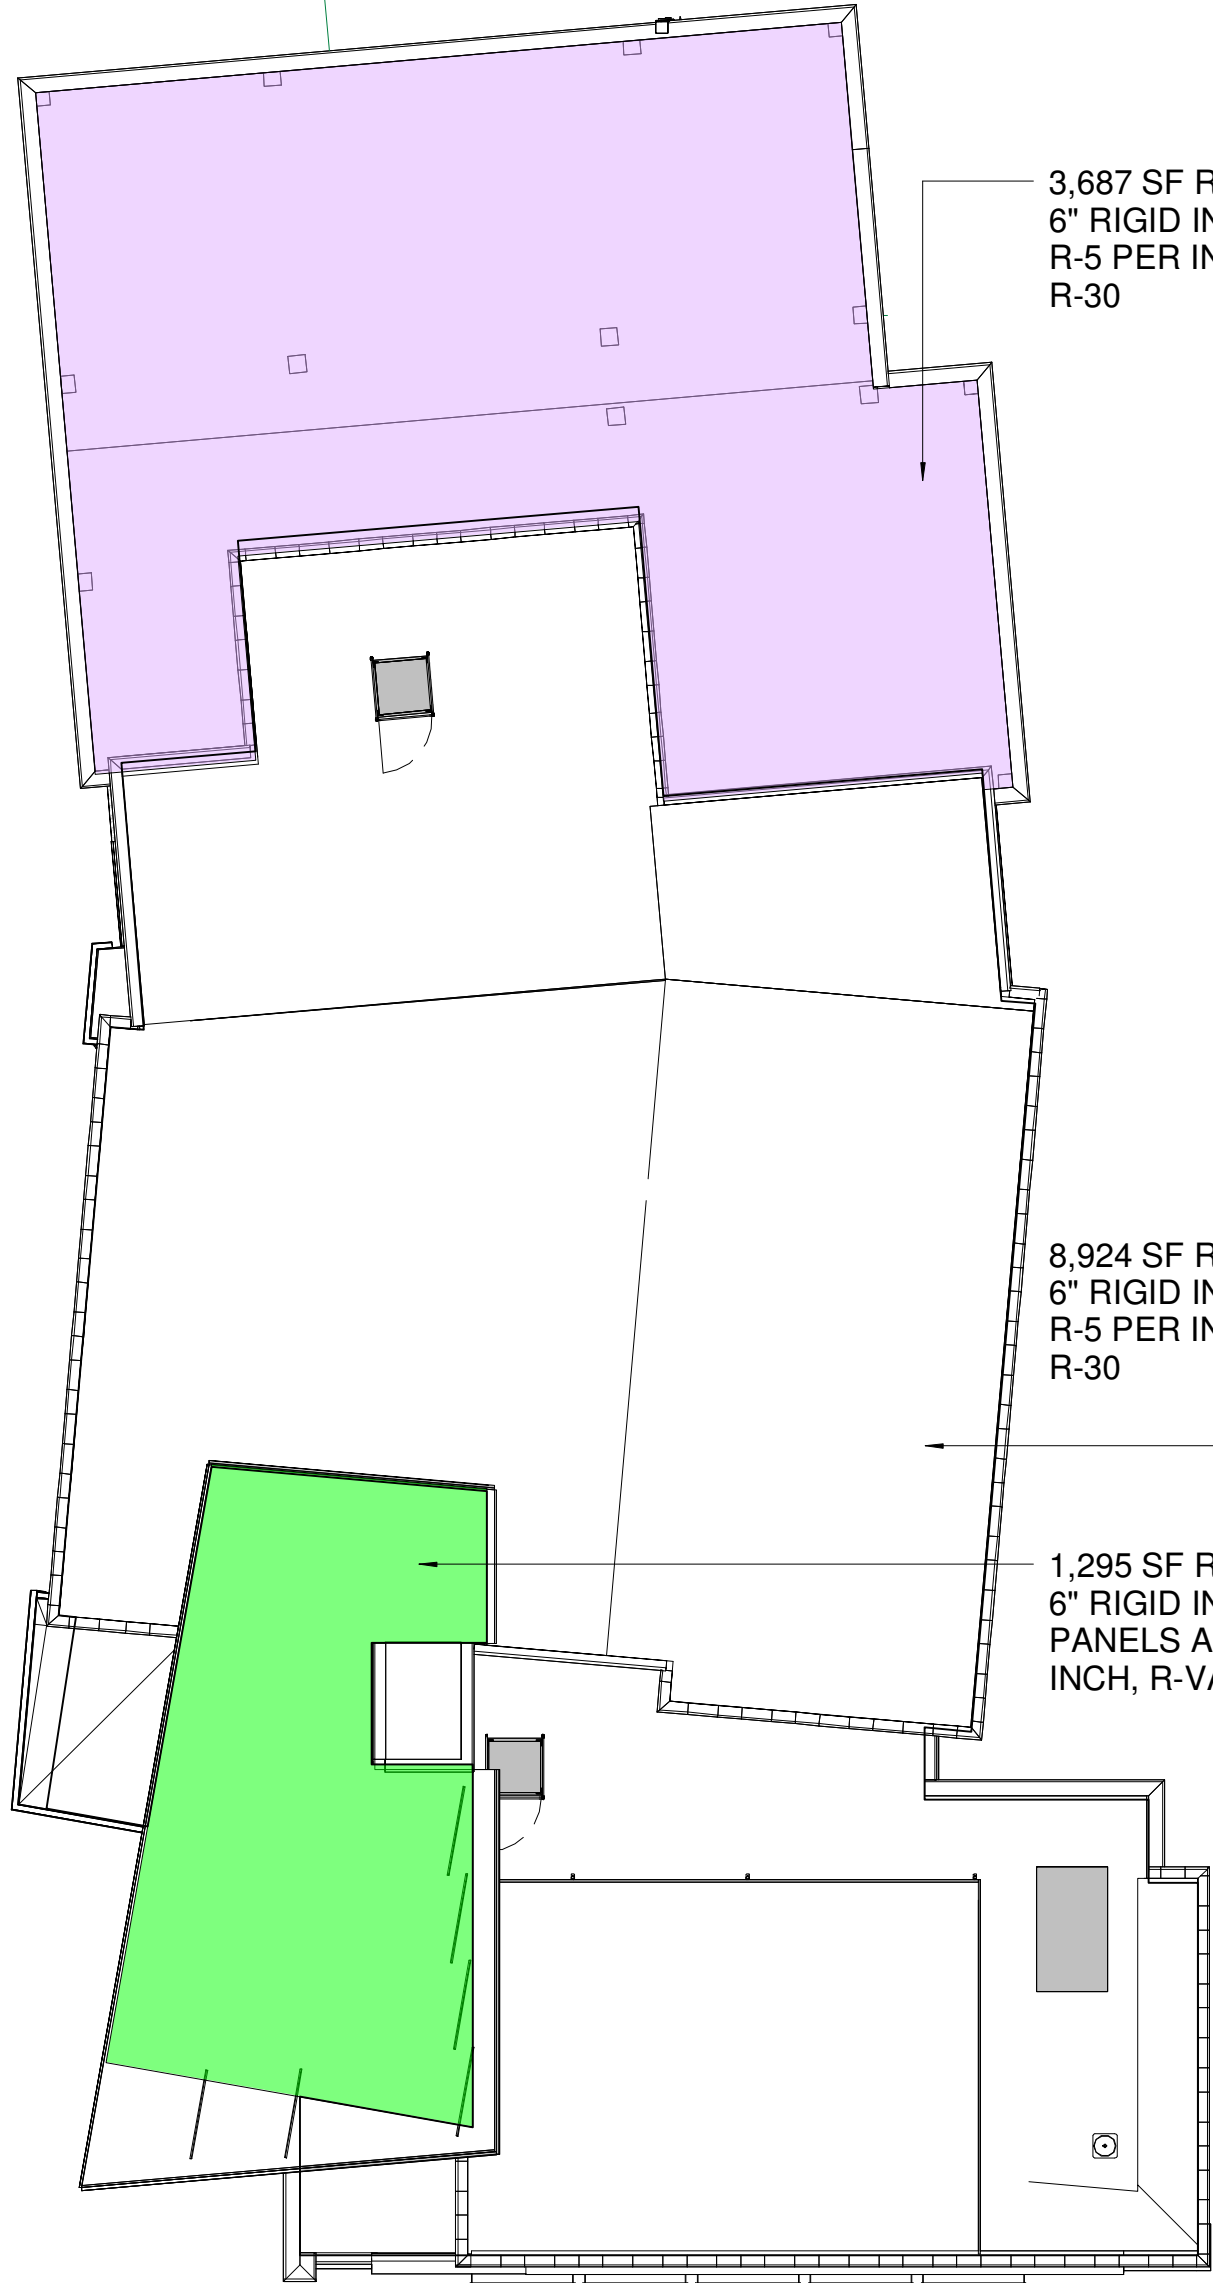 3,687 SF R
6" RIGID IN
R-5 PER IN
R-30
8,924 SF R
6" RIGID IN
R-5 PER IN
R-30
1,295 SF R
6" RIGID IN
PANELS A
INCH, R-VA